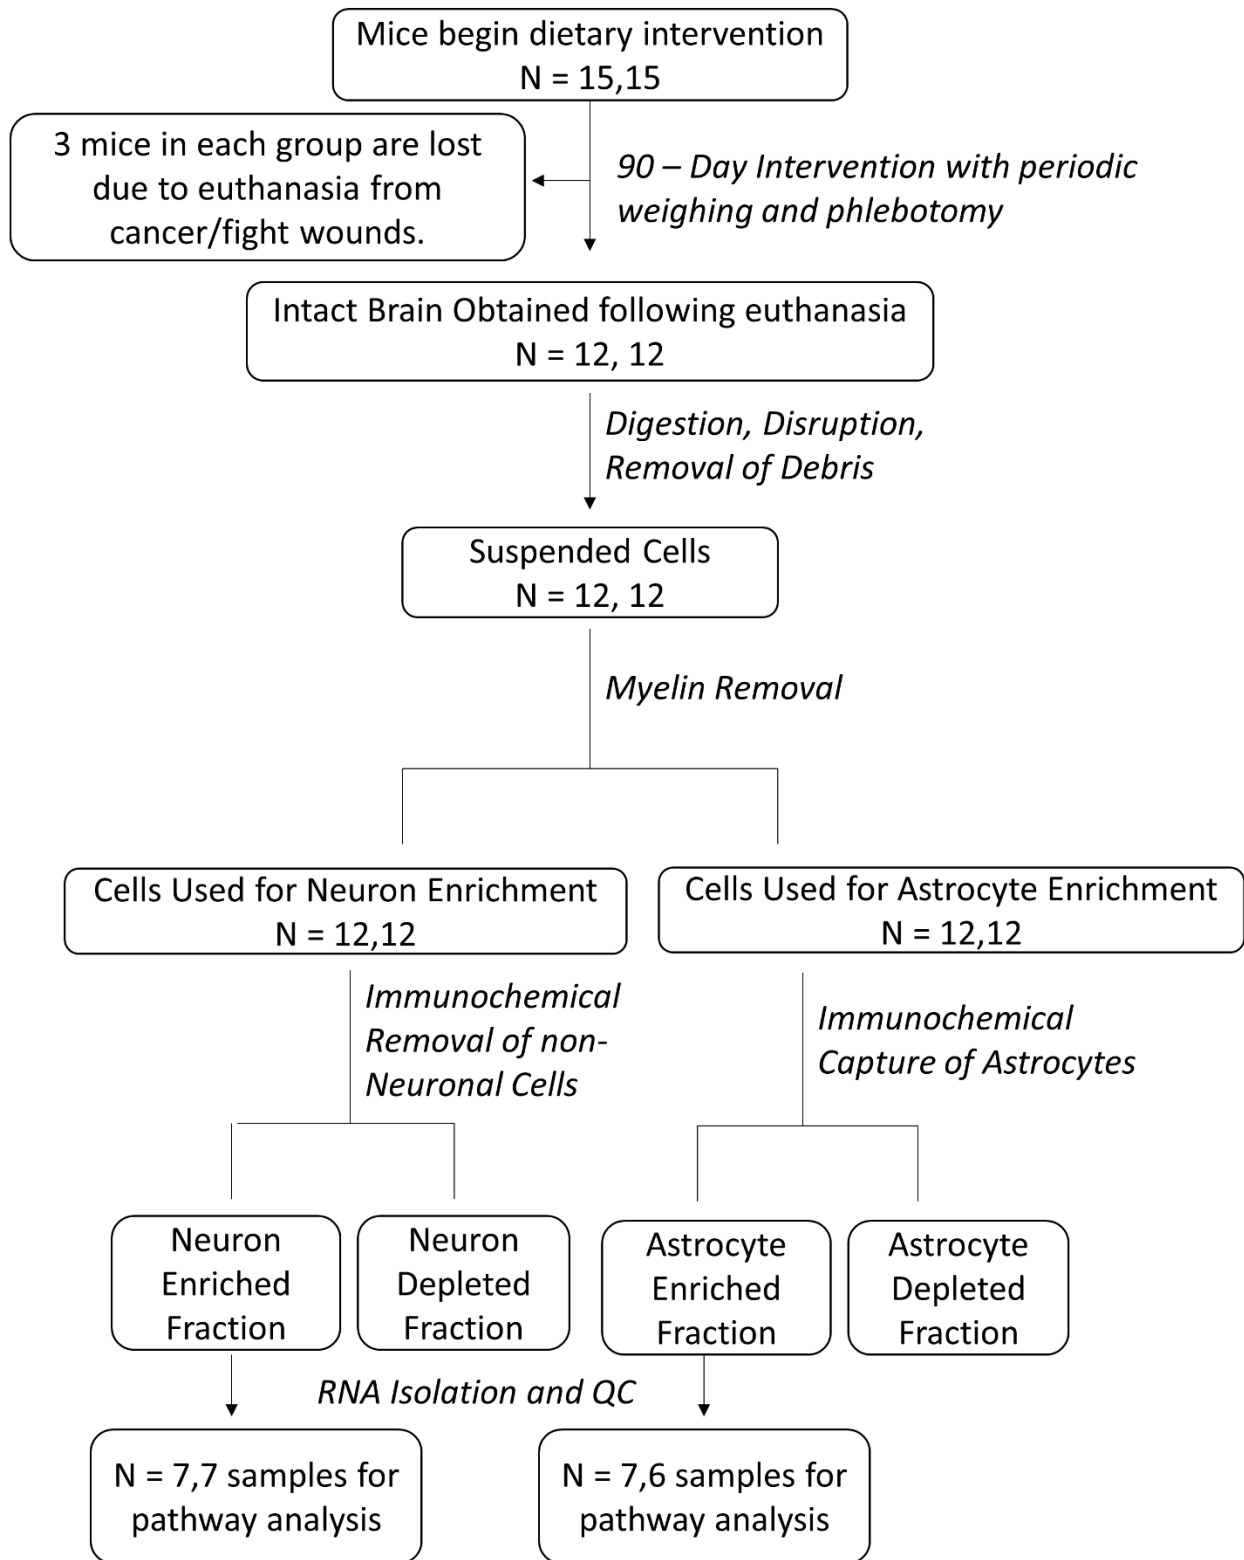 Mice begin dietary intervention
N = 15,15
3 mice in each group are lost
due to euthanasia from
cancer/fight wounds.
90 – Day Intervention with periodic
weighing and phlebotomy
Intact Brain Obtained following euthanasia
N = 12, 12
Digestion, Disruption,
Removal of Debris
Suspended Cells
N = 12, 12
Myelin Removal
Cells Used for Neuron Enrichment
N = 12,12
Cells Used for Astrocyte Enrichment
N = 12,12
Immunochemical
Removal of non-
Neuronal Cells
Immunochemical
Capture of Astrocytes
Neuron
Enriched
Fraction
Neuron
Depleted
Fraction
Astrocyte
Enriched
Fraction
Astrocyte
Depleted
Fraction
RNA Isolation and QC
N = 7,7 samples for
pathway analysis
N = 7,6 samples for
pathway analysis